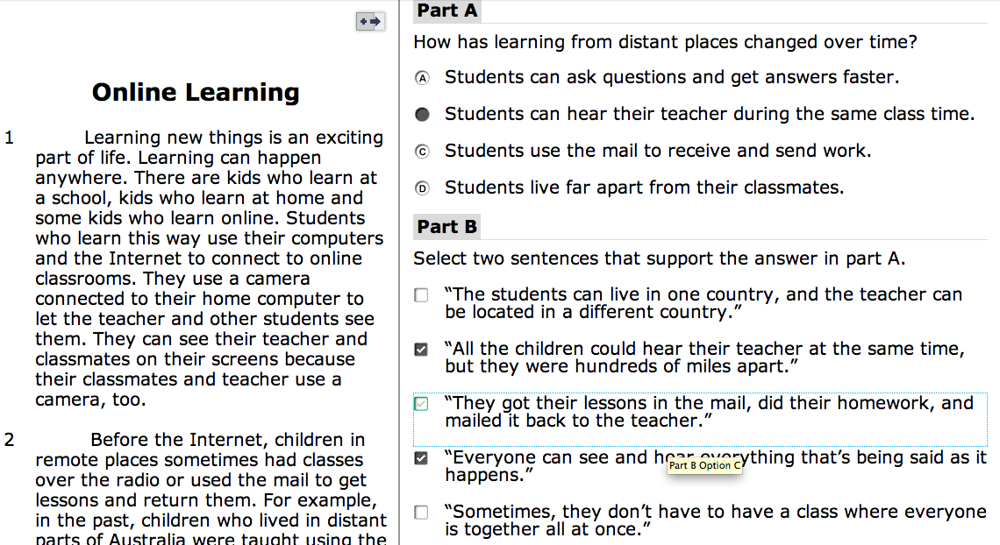 Online Learning
1 Learning new things is an exciting
part of life. Learning can happen
anywhere. There are kids who learn at
a school, kids who learn at home and
some kids who learn online. Students
who learn this way use their computers
and the Internet to connect to online
classrooms. They use a camera
connected to their home computer to
let the teacher and other students see
them. They can see their teacher and
classmates on their screens because
their classmates and teacher use a
camera, too.
2 Before the Internet, children in
remote places sometimes had classes
over the radio or used the mail to get
lessons and return them. For example,
in the past, children who lived in distant
parts of Australia were taught using the
Part A
How has learning from distant places changed over time?
A Students can ask questions and get answers faster.
Students can hear their teacher during the same class time.
C Students use the mail to receive and send work.
D Students live far apart from their classmates.
Part B
Select two sentences that support the answer in part A.
“The students can live in one country, and the teacher can
be located in a different country.”
“All the children could hear their teacher at the same time,
but they were hundreds of miles apart.”
“They got their lessons in the mail, did their homework, and
mailed it back to the teacher.”
“Everyone can see and hear everything that’s being said as it
happens.”
Part B Option C
“Sometimes, they don’t have to have a class where everyone
is together all at once.”